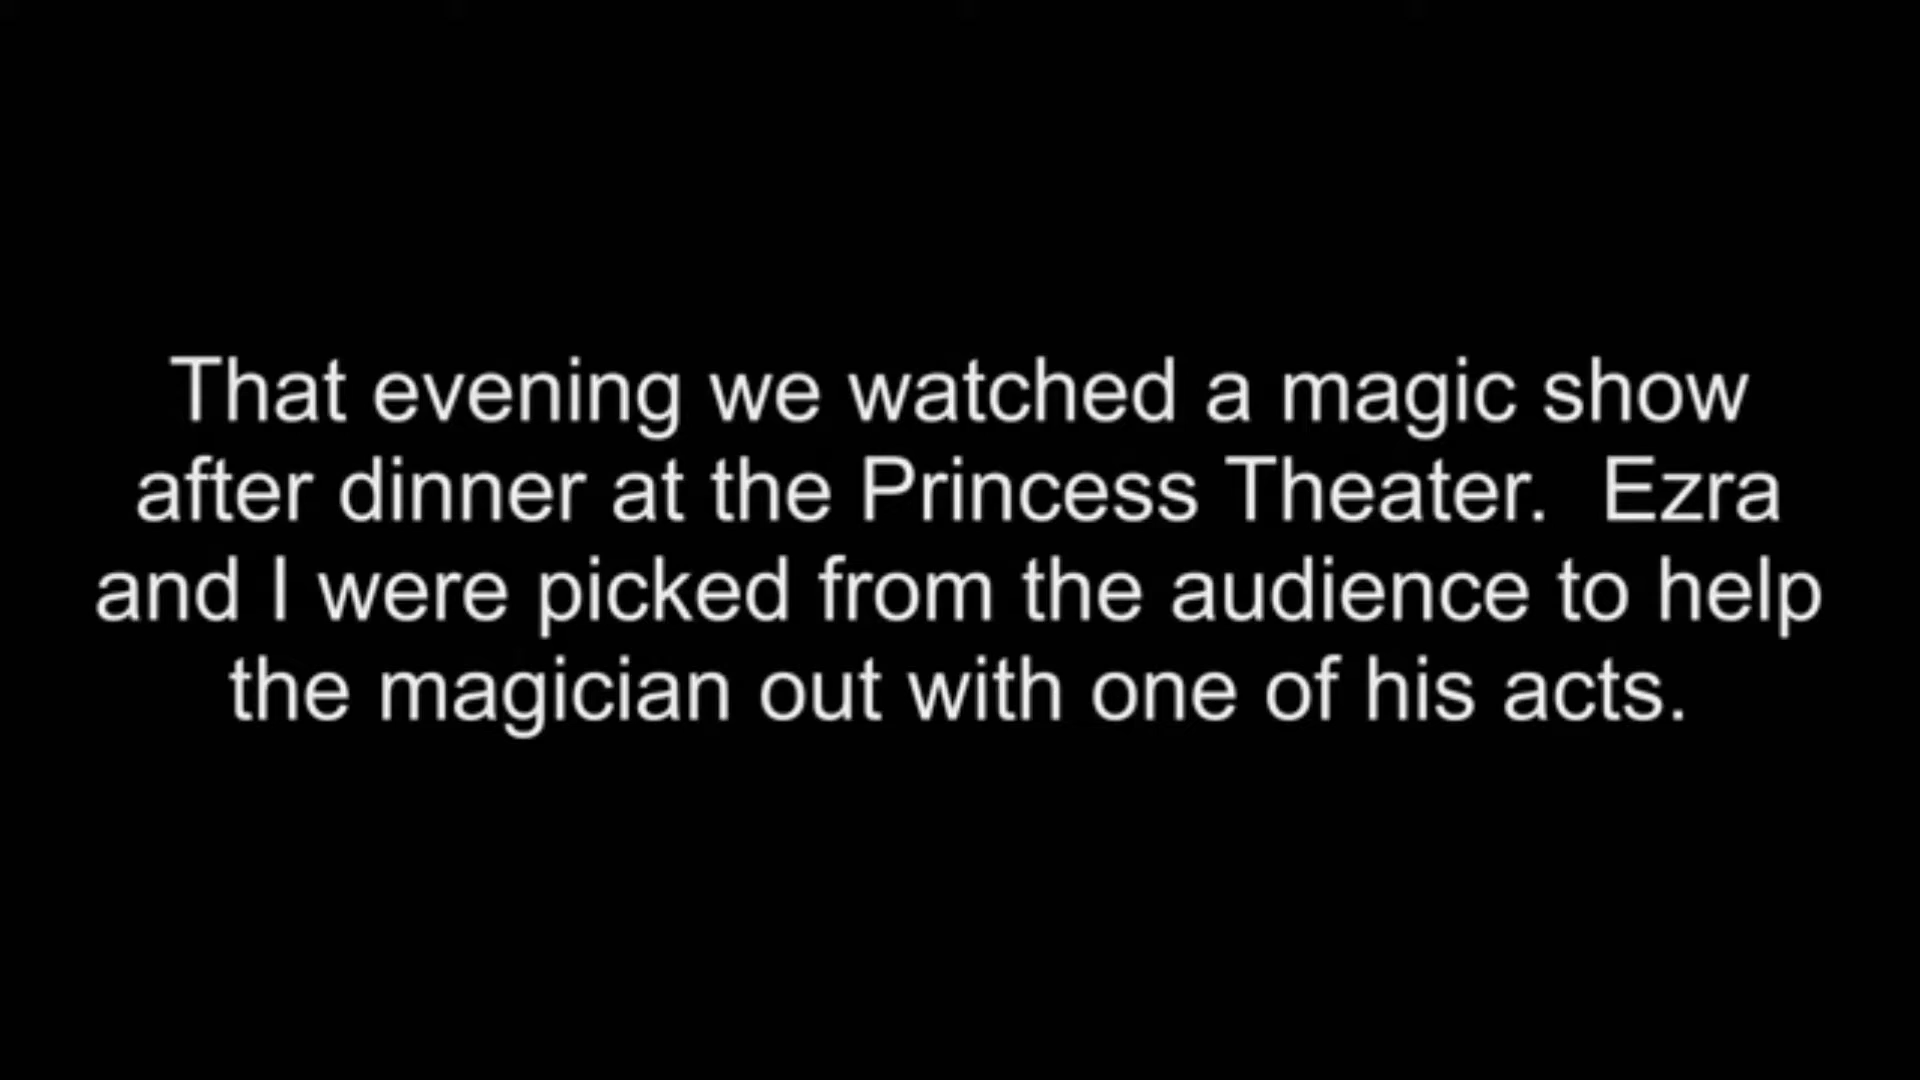 That evening we watched a magic show
after dinner at the Princess Theater.  Ezra
and I were picked from the audience to help
the magician out with one of his acts.